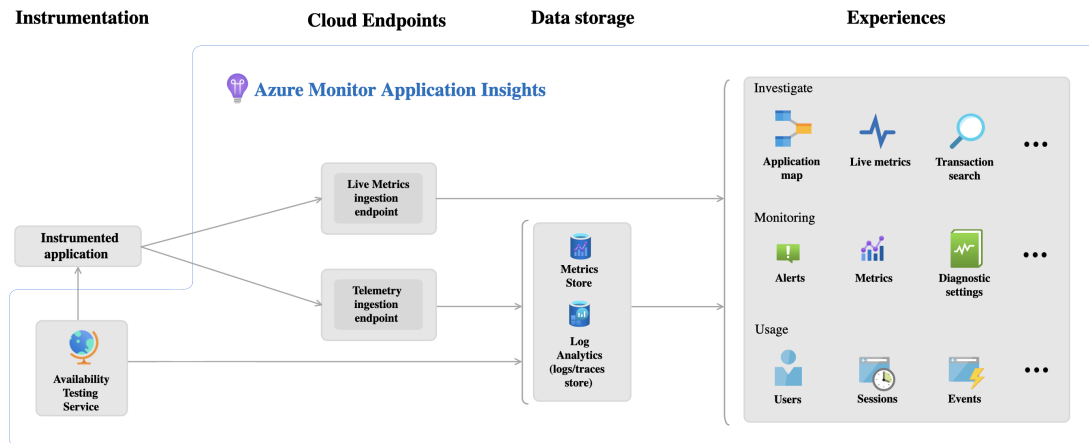 Instrumentation
Cloud Endpoints
Data storage
Experiences
Azure Monitor Application Insights
Instrumented
application
Availability
Testing
Service
Live Metrics
ingestion
endpoint
Telemetry
ingestion
endpoint
Metrics
Store
Log
Analytics
(logs/traces
store)
Investigate
Application
map
Live metrics
Transaction
search
•••
Monitoring
Alerts
Metrics
Diagnostic
settings
•••
Usage
Users
Sessions
Events
•••